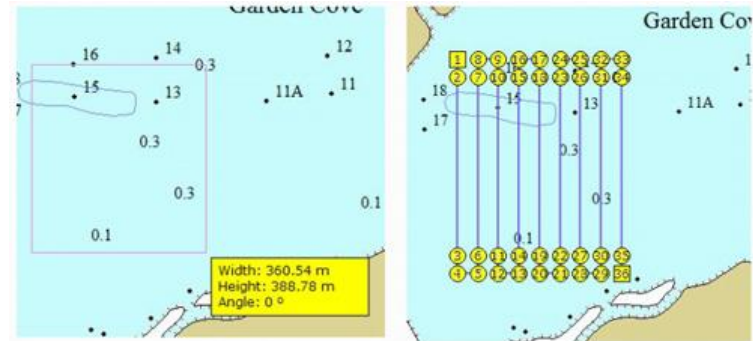 Garden Cove
16
14
0.3
12
8
15
13
11A
11
7
0.3
0.3
0.1
0.1
Width: 360.54 m
Height: 388.78 m
Angle: 0 º
Garden Co
1 8 9 16 17 24 25 32 33
2 7 10 15 18 23 26 31 34
18
15
13
11A
17
0.3
0.3
0.1
3 6 11 14 19 22 27 30 35
4 5 12 13 20 21 28 29 36